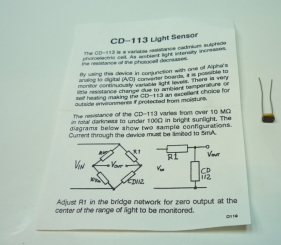 CD-113 Light Sensor
The CD-113 is a variable resistance cadmium sulphide
photoelectric cell. As ambient light intensity increases,
the resistance of the photocell decreases.
By using this device in conjunction with one of Alpha's
analog to digital (A/D) converter boards, it is possible to
monitor continuously variable light levels. There is very
little resistance change due to ambient temperature or
self heating making the CD-113 an excellent choice for
outside environments if protected from moisture.
The resistance of the CD-113 varies from over 10 MΩ
in total darkness to under 100Ω in bright sunlight. The
diagrams below show two sample configurations.
Current through the device must be limited to 5mA.
R1
R1
VIN
VOUT
VOUT
CD112
CD
112
Adjust R1 in the bridge network for zero output at the
center of the range of light to be monitored.